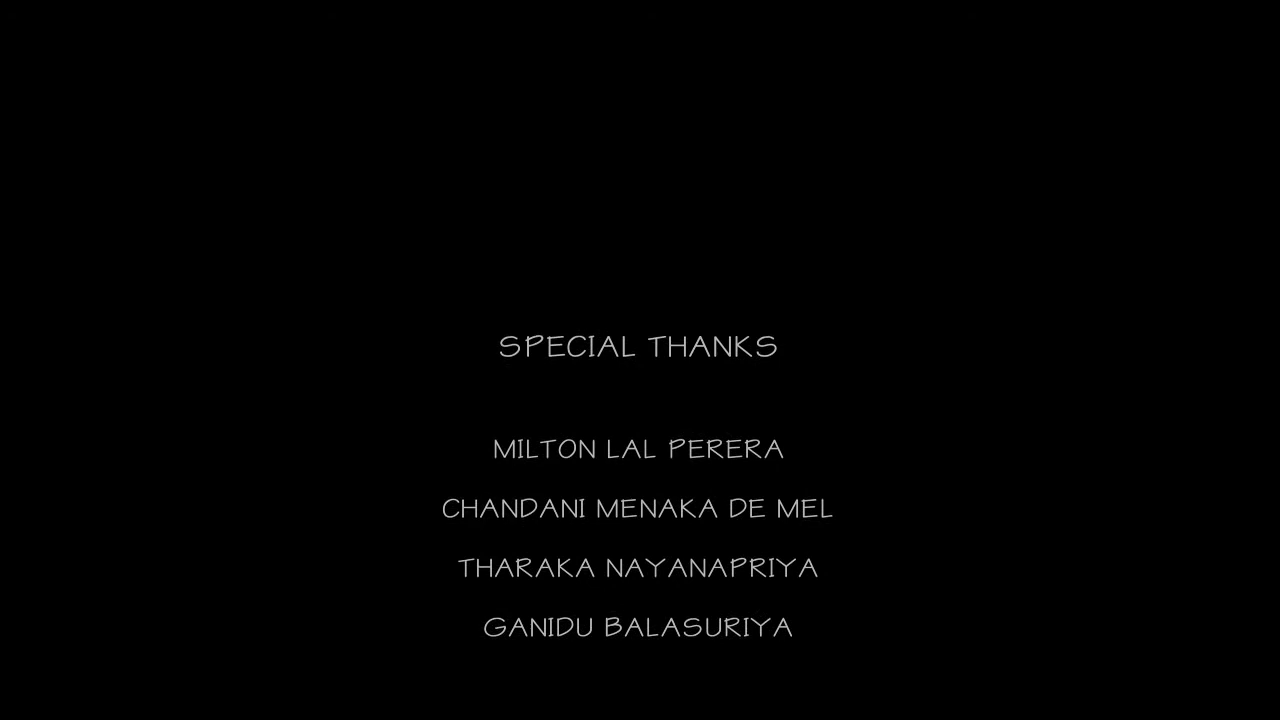 SPECIAL THANKS
MILTON LAL PERERA
CHANDANI MENAKA DE MEL
THARAKA NAYANAPRIYA
GANIDU BALASURIYA